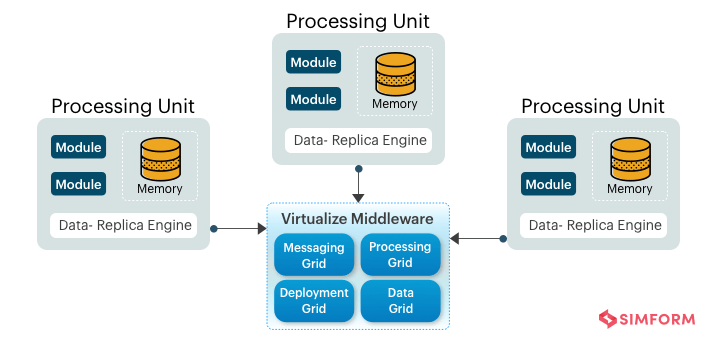 Processing Unit
Module
Module
Memory
Data- Replica Engine
Processing Unit
Module
Module
Memory
Data- Replica Engine
Processing Unit
Module
Module
Memory
Data- Replica Engine
Virtualize Middleware
Messaging
Grid
Processing
Grid
Deployment
Grid
Data
Grid
SIMFORM